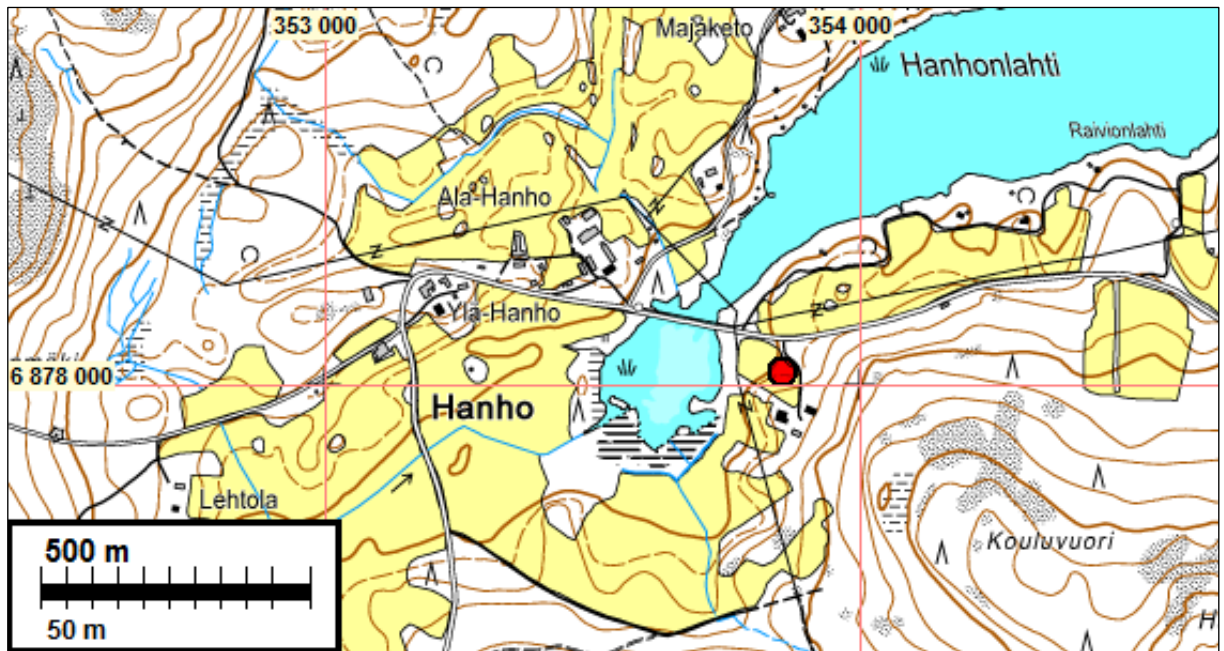 353 000
Majaketo
354 000
Hanhonlahti
Raivionlahti
Ala-Hanho
Ylä-Hanho
6 878 000
Hanho
Lehtola
Kouluvuori
500 m
50 m
H